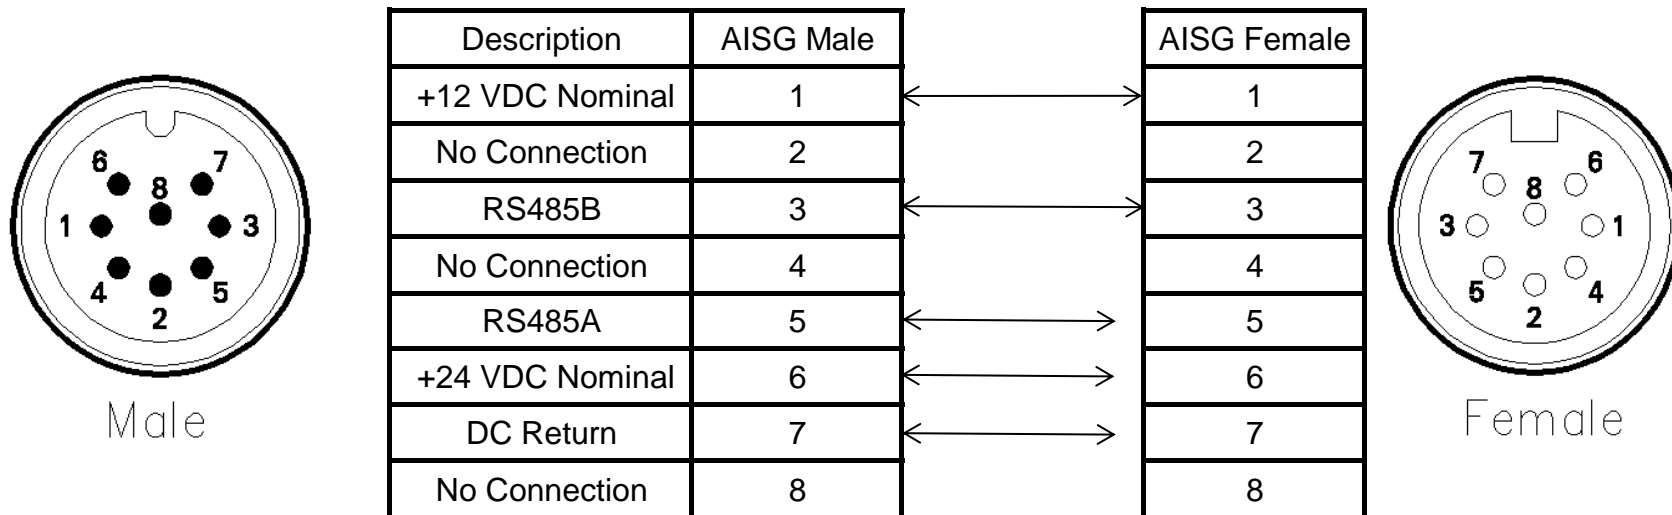 Description AISG Male AISG Female
+12 VDC Nominal 1 1
No Connection 2 2
RS485B 3 3
No Connection 4 4
RS485A 5 5
+24 VDC Nominal 6 6
DC Return 7 7
No Connection 8 8
6 7
8
1 3
4 5
2
Male
7 6
8
3 1
5 4
2
Female